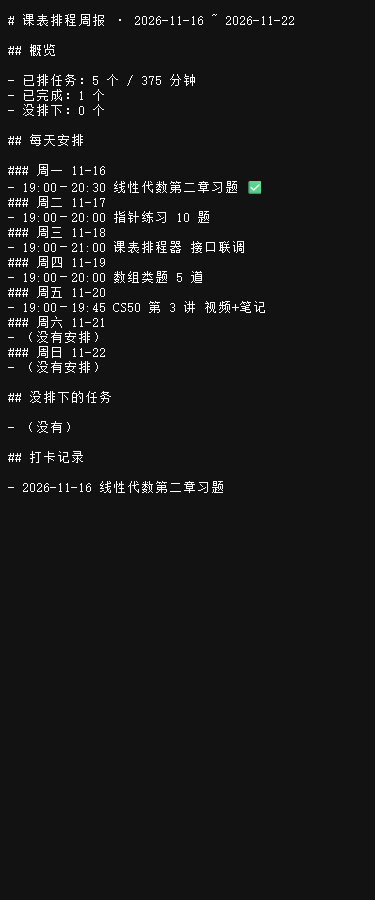 # 课表排程周报 · 2026-11-16 ~ 2026-11-22
## 概览
- 已排任务: 5 个 / 375 分钟
- 已完成: 1 个
- 没排下: 0 个
## 每天安排
### 周一 11-16
- 19:00–20:30 线性代数第二章习题 ✅
### 周二 11-17
- 19:00–20:00 指针练习 10 题
### 周三 11-18
- 19:00–21:00 课表排程器 接口联调
### 周四 11-19
- 19:00–20:00 数组类题 5 道
### 周五 11-20
- 19:00–19:45 CS50 第 3 讲 视频+笔记
### 周六 11-21
- （没有安排）
### 周日 11-22
- （没有安排）
## 没排下的任务
- （没有）
## 打卡记录
- 2026-11-16 线性代数第二章习题